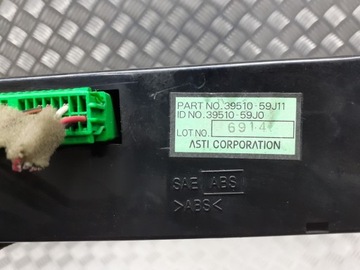 PART NO. 39510-59J11
ID NO. 39510-59J0
LOT NO. 6914
ASTI CORPORATION
SAE ABS
>ABS<